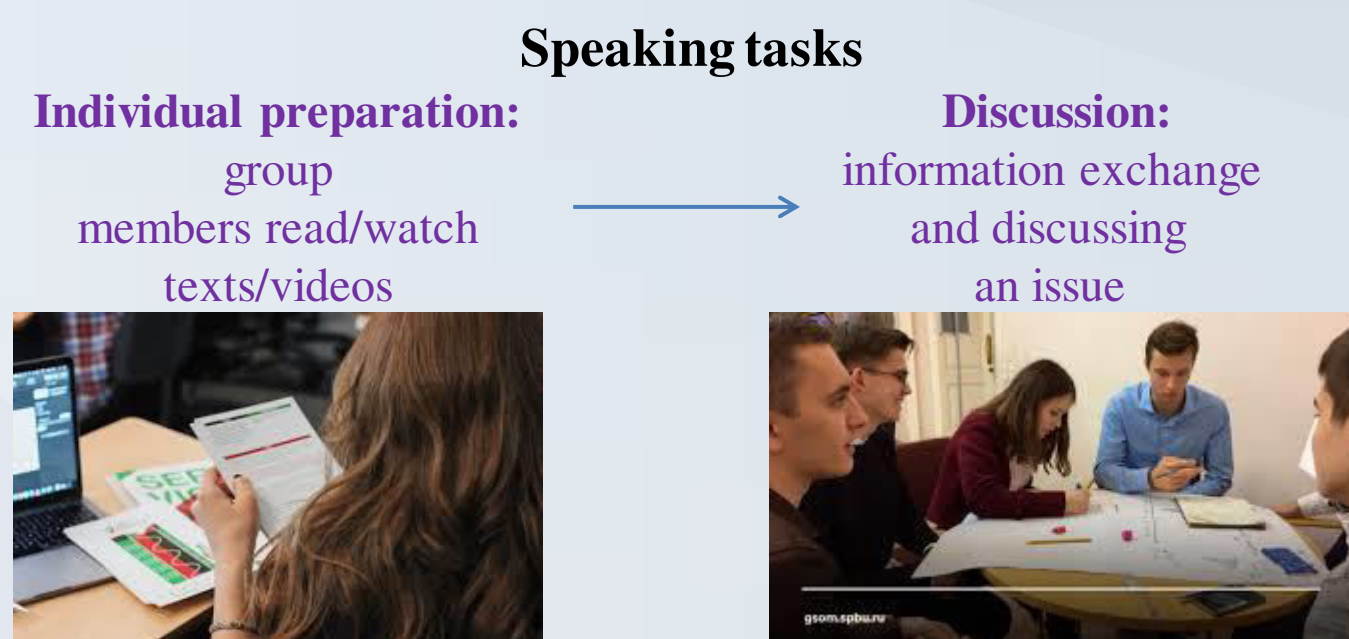 Speaking tasks
Individual preparation:
group
members read/watch
texts/videos
Discussion:
information exchange
and discussing
an issue
gsom.spbu.ru